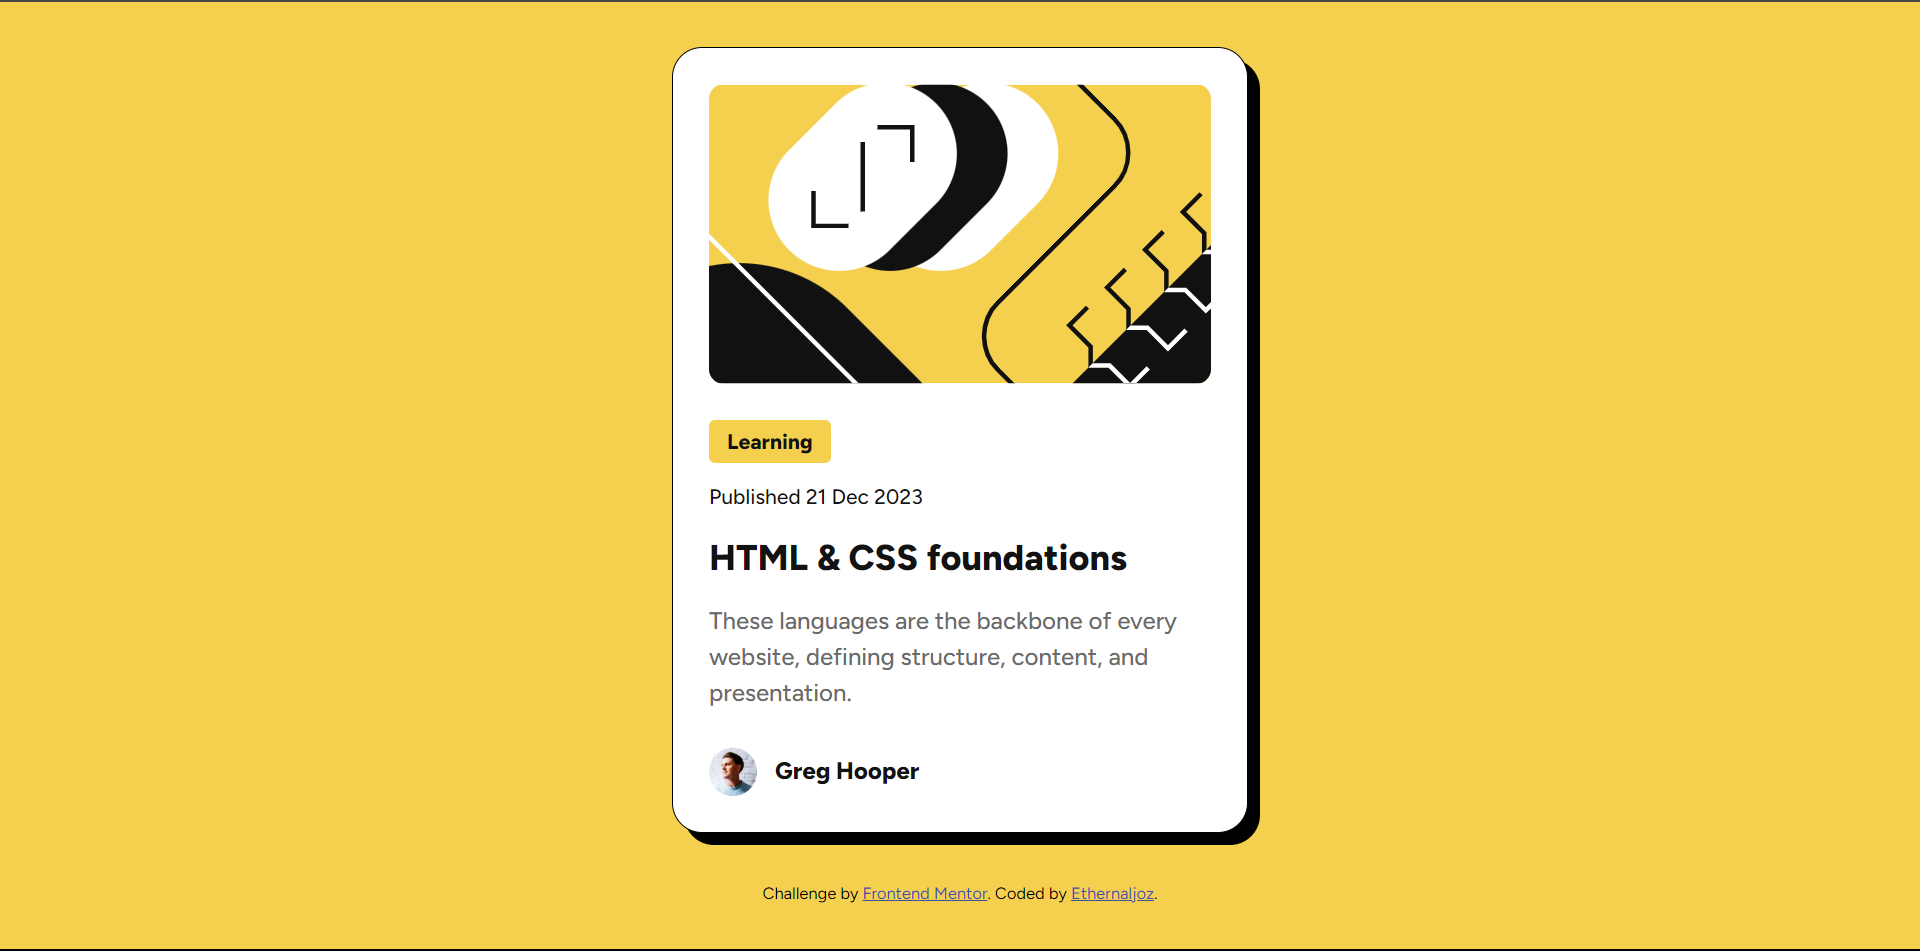 Learning
Published 21 Dec 2023
HTML & CSS foundations
These languages are the backbone of every
website, defining structure, content, and
presentation.
Greg Hooper
Challenge by Frontend Mentor. Coded by Ethernaljoz.